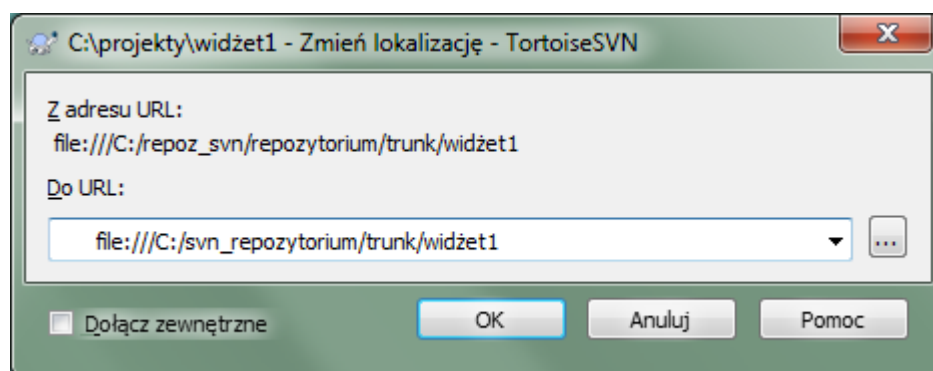 C:\projekty\widżet1 - Zmień lokalizację - TortoiseSVN
Z adresu URL:
file:///C:/repoz_svn/repozytorium/trunk/widżet1
Do URL:
file:///C:/svn_repozytorium/trunk/widżet1
...
Dołącz zewnętrzne
OK
Anuluj
Pomoc